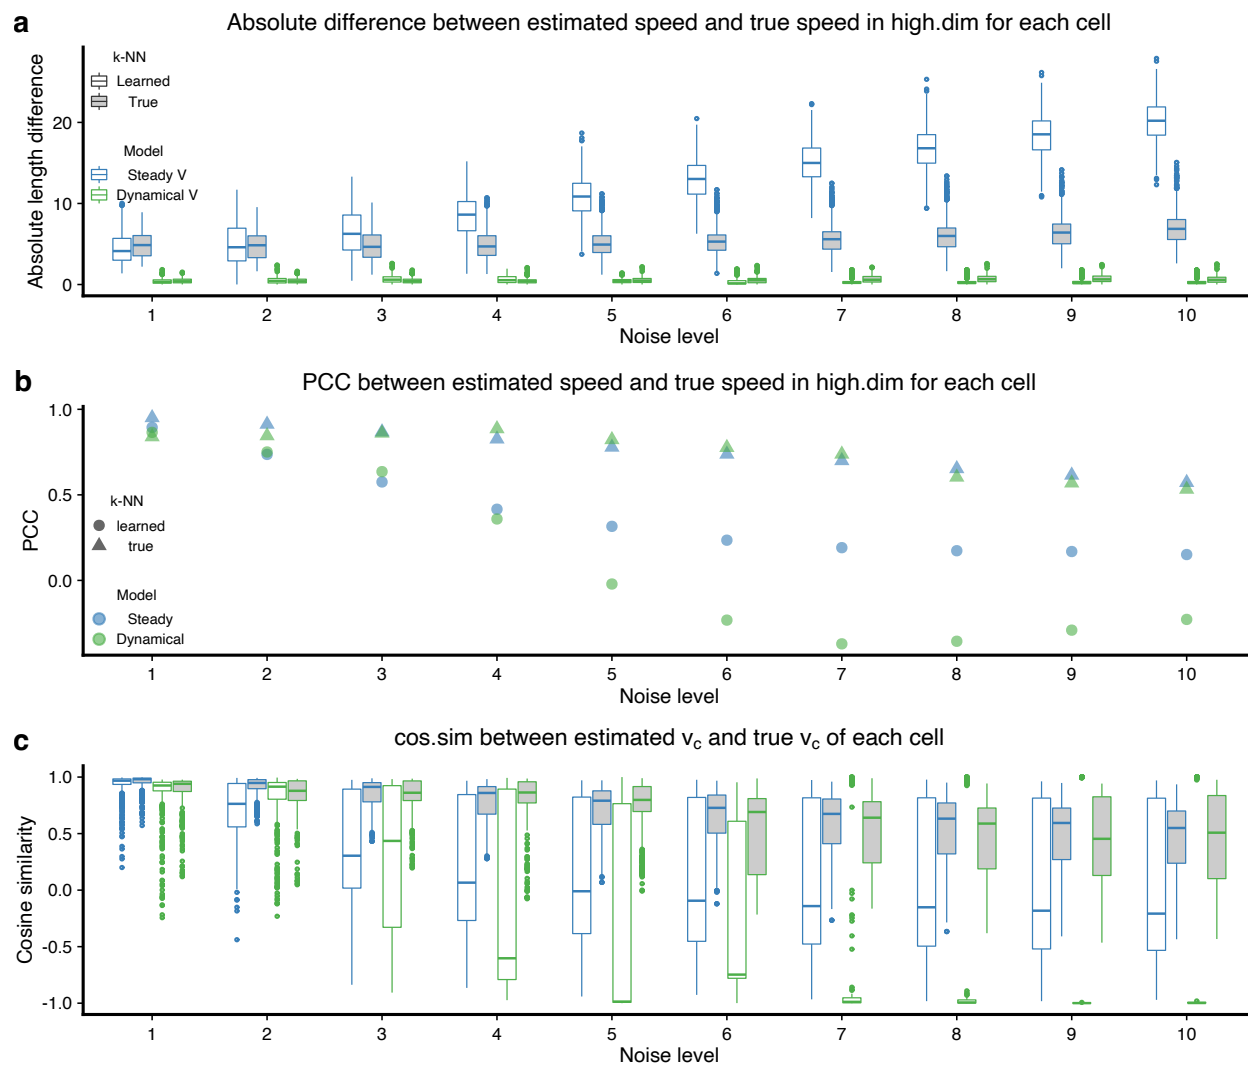 a
Absolute difference between estimated speed and true speed in high.dim for each cell
Absolute length difference
20
10
0
k-NN
Learned
True
Model
Steady V
Dynamical V
1 2 3 4 5 6 7 8 9 10
Noise level
b
PCC between estimated speed and true speed in high.dim for each cell
PCC
1.0
0.5
0.0
k-NN
learned
true
Model
Steady
Dynamical
1 2 3 4 5 6 7 8 9 10
Noise level
c
cos.sim between estimated v_c and true v_c of each cell
Cosine similarity
1.0
0.5
0.0
-0.5
-1.0
1 2 3 4 5 6 7 8 9 10
Noise level